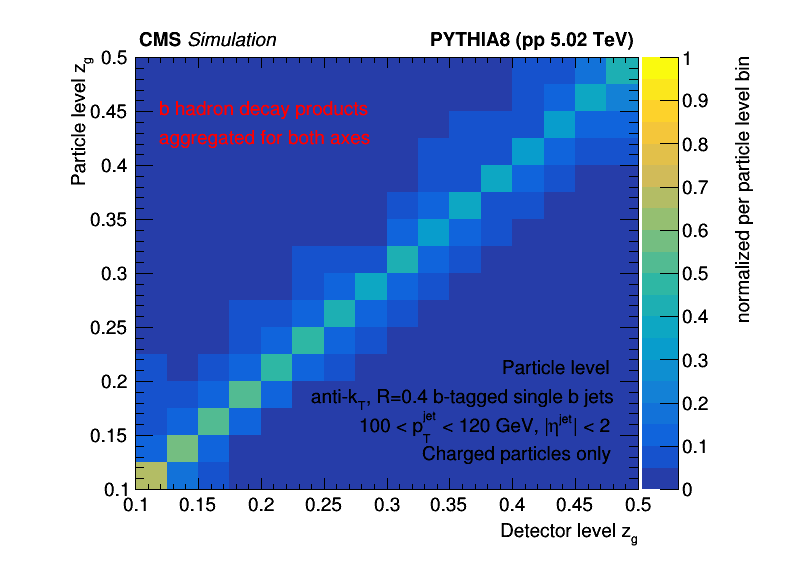 CMS Simulation PYTHIA8 (pp 5.02 TeV)
Particle level z_g
0.5
0.45
0.4
0.35
0.3
0.25
0.2
0.15
0.1
b hadron decay products
aggregated for both axes
Particle level
anti-k_T, R=0.4 b-tagged single b jets
100 < p_T^jet < 120 GeV, |η^jet| < 2
Charged particles only
0.1 0.15 0.2 0.25 0.3 0.35 0.4 0.45 0.5
Detector level z_g
1
0.9
0.8
0.7
0.6
0.5
0.4
0.3
0.2
0.1
0
normalized per particle level bin